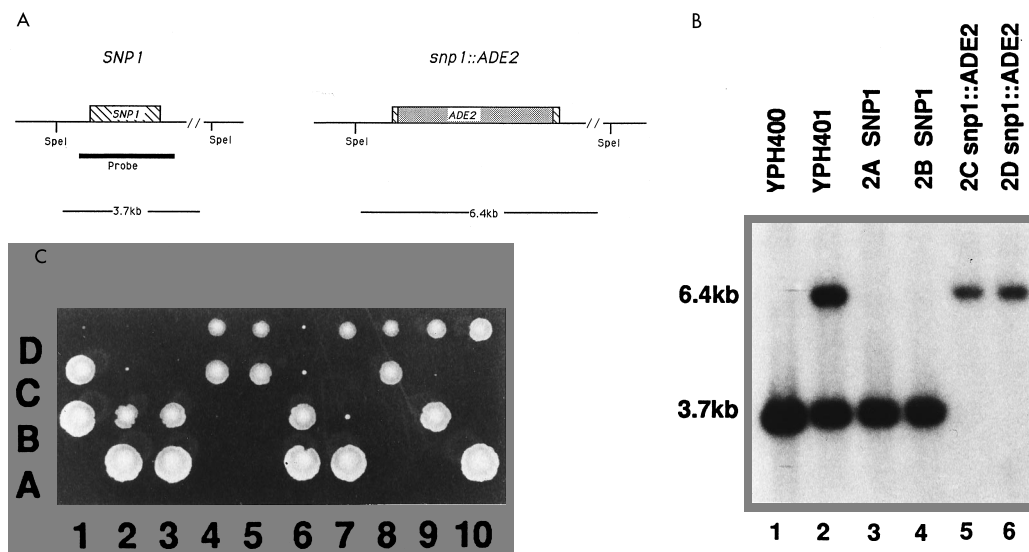 A
SNP1
snp1::ADE2
SNP1
ADE2
SpeI
SpeI
SpeI
SpeI
Probe
3.7kb
6.4kb
B
YPH400
YPH401
2A SNP1
2B SNP1
2C snp1::ADE2
2D snp1::ADE2
6.4kb
3.7kb
1 2 3 4 5 6
C
D
C
B
A
1 2 3 4 5 6 7 8 9 10